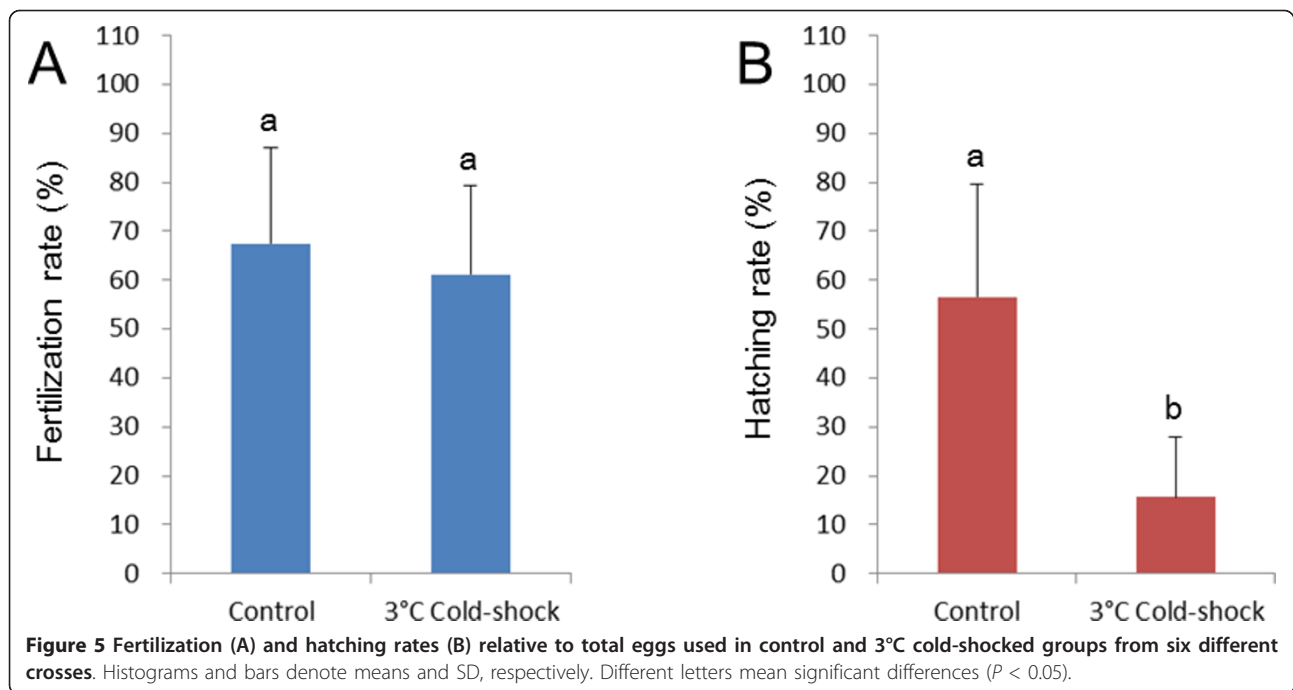 A
Fertilization rate (%)
110
100
90
80
70
60
50
40
30
20
10
0
a
a
Control
3°C Cold-shock
B
Hatching rate (%)
110
100
90
80
70
60
50
40
30
20
10
0
a
b
Control
3°C Cold-shock
Figure 5 Fertilization (A) and hatching rates (B) relative to total eggs used in control and 3°C cold-shocked groups from six different
crosses. Histograms and bars denote means and SD, respectively. Different letters mean significant differences (P < 0.05).